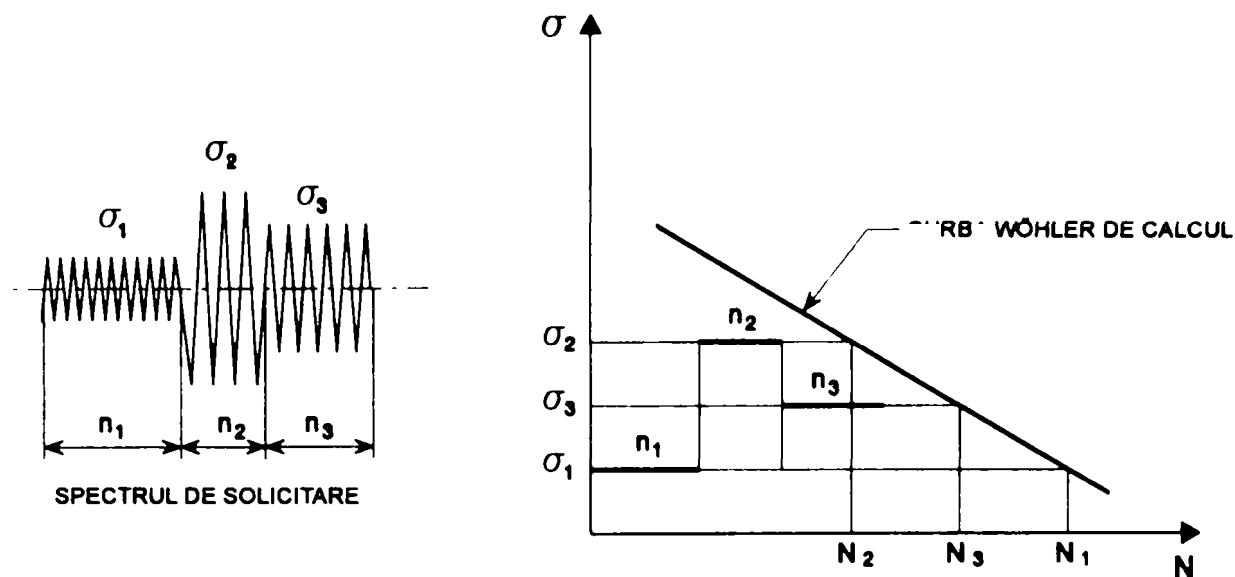 σ₁
σ₂
σ₃
n₁
n₂
n₃
SPECTRUL DE SOLICITARE
σ
WÖHLER DE CALCUL
n₂
σ₂
n₃
σ₃
n₁
σ₁
N₂
N₃
N₁
N